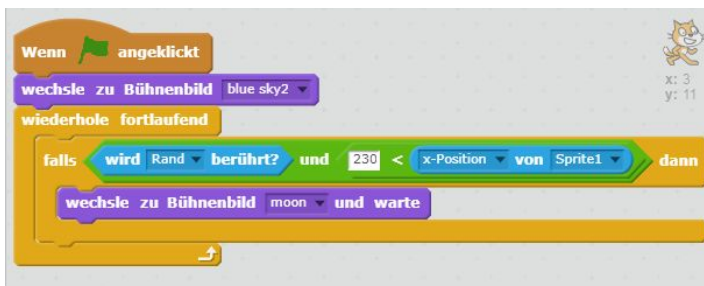 Wenn angeklickt
x: 3
y: 11
wechsle zu Bühnenbild blue sky2
wiederhole fortlaufend
falls wird Rand berührt? und 230 < x-Position von Sprite1 dann
wechsle zu Bühnenbild moon und warte